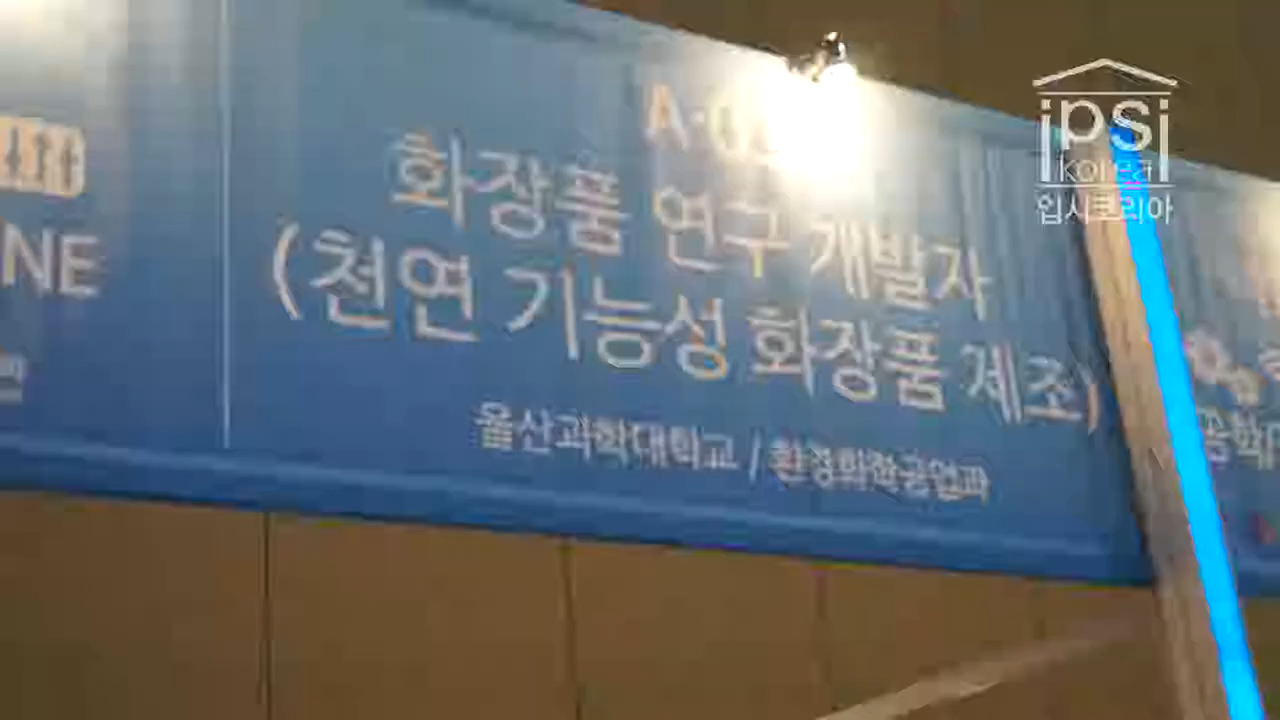 화장품 연구 개발자
(천연 기능성 화장품 제조)
울산과학대학교 / 환경화학공업과
NE
ipsi
KOREA
입시코리아